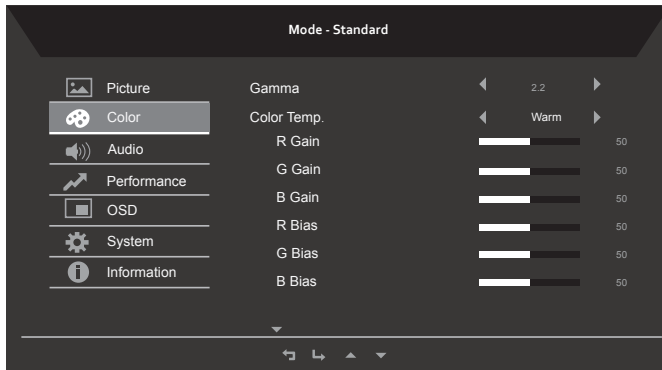 Mode - Standard
Picture
Color
Audio
Performance
OSD
System
Information
Gamma 2.2
Color Temp. Warm
R Gain 50
G Gain 50
B Gain 50
R Bias 50
G Bias 50
B Bias 50